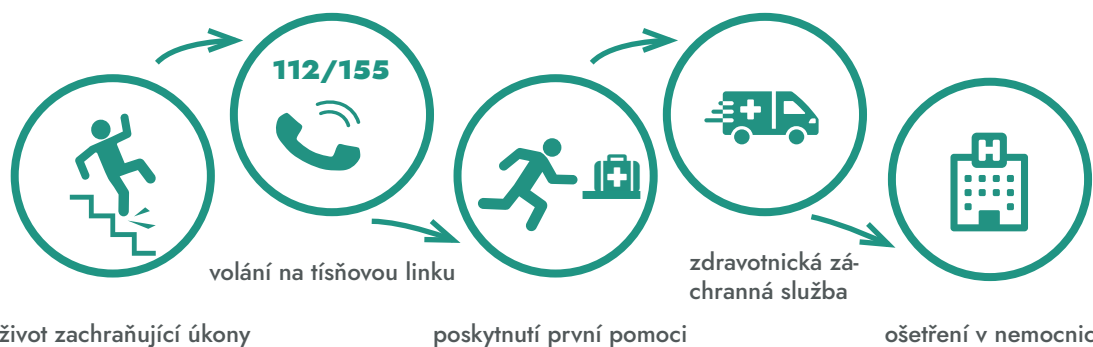 112/155
H
volání na tísňovou linku
zdravotnická zá-
chranná služba
život zachraňující úkony
poskytnutí první pomoci
ošetření v nemocnic